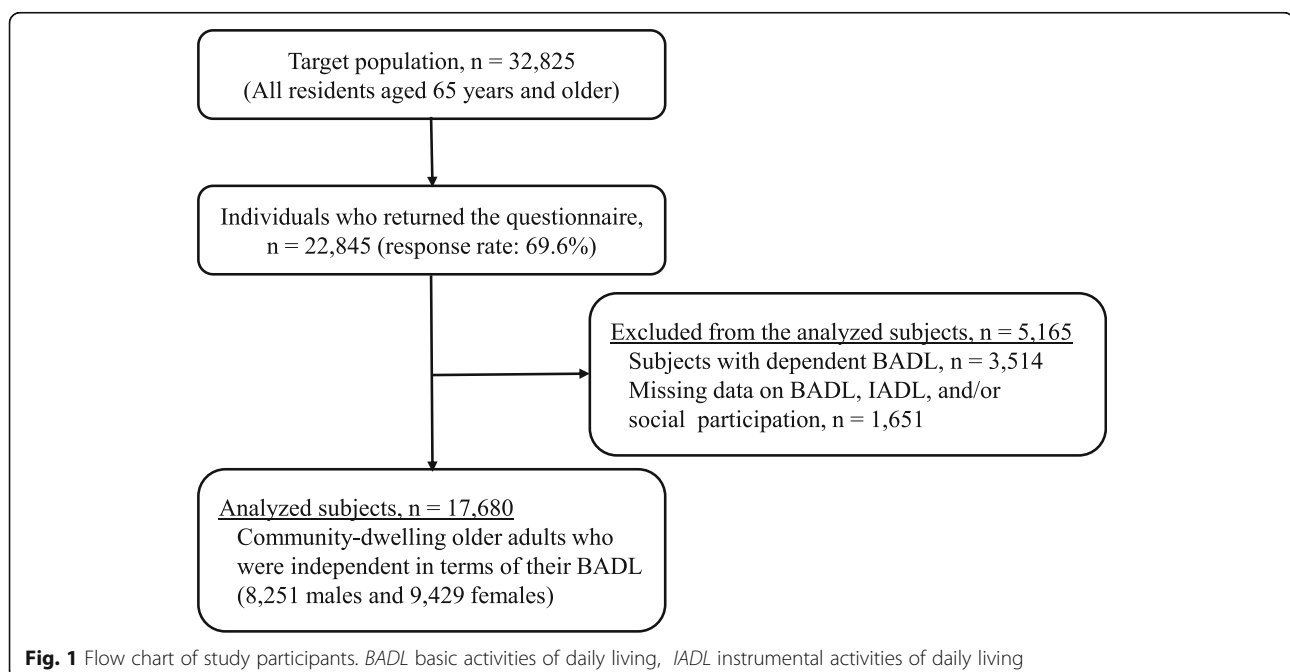 Target population, n = 32,825
(All residents aged 65 years and older)
Individuals who returned the questionnaire,
n = 22,845 (response rate: 69.6%)
Excluded from the analyzed subjects, n = 5,165
Subjects with dependent BADL, n = 3,514
Missing data on BADL, IADL, and/or
social participation, n = 1,651
Analyzed subjects, n = 17,680
Community-dwelling older adults who
were independent in terms of their BADL
(8,251 males and 9,429 females)
Fig. 1 Flow chart of study participants. BADL basic activities of daily living, IADL instrumental activities of daily living